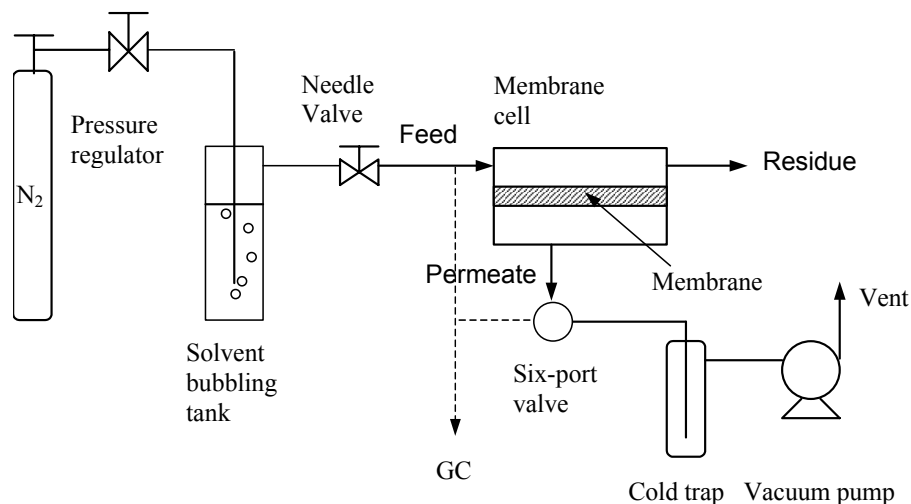 Needle
Valve
Membrane
cell
Pressure
regulator
Feed
Residue
N2
Permeate
Membrane
Vent
Solvent
bubbling
tank
Six-port
valve
GC
Cold trap
Vacuum pump